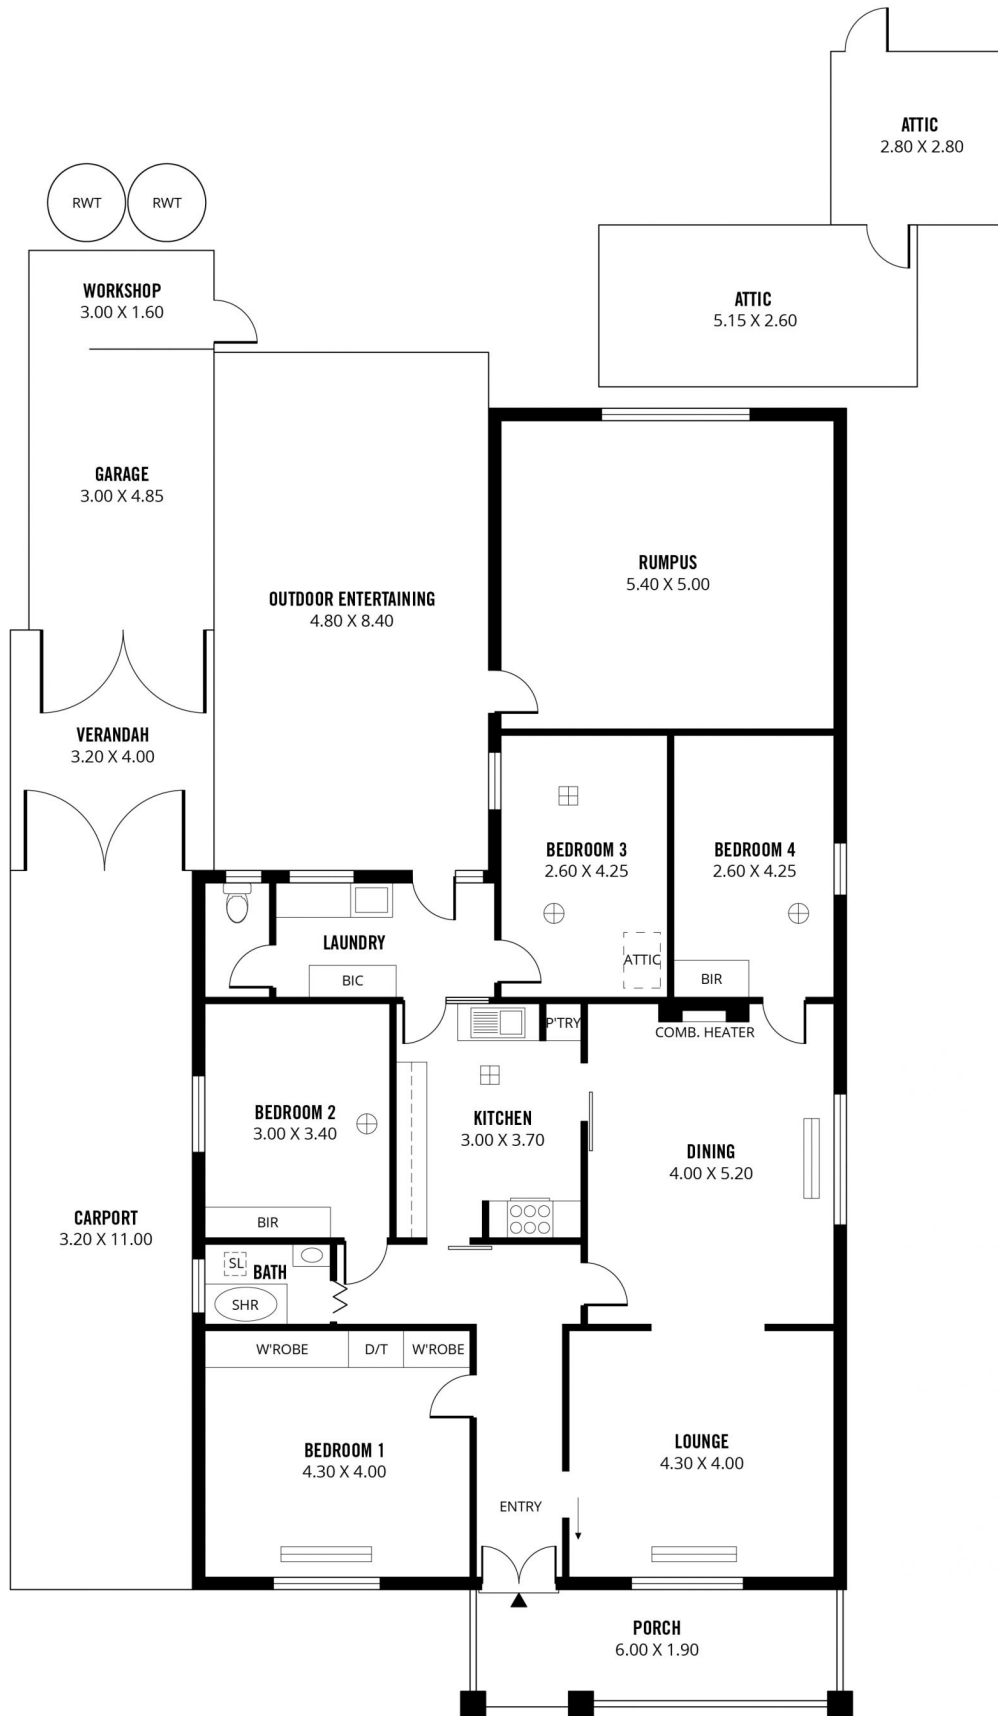 ATTIC
2.80 X 2.80
RWT
RWT
WORKSHOP
3.00 X 1.60
ATTIC
5.15 X 2.60
GARAGE
3.00 X 4.85
RUMPUS
5.40 X 5.00
OUTDOOR ENTERTAINING
4.80 X 8.40
VERANDAH
3.20 X 4.00
BEDROOM 3
2.60 X 4.25
BEDROOM 4
2.60 X 4.25
LAUNDRY
BIC
ATTIC
BIR
P'TRY
COMB. HEATER
BEDROOM 2
3.00 X 3.40
KITCHEN
3.00 X 3.70
DINING
4.00 X 5.20
CARPORT
3.20 X 11.00
BIR
SL
BATH
SHR
W'ROBE
D/T
W'ROBE
BEDROOM 1
4.30 X 4.00
LOUNGE
4.30 X 4.00
ENTRY
PORCH
6.00 X 1.90